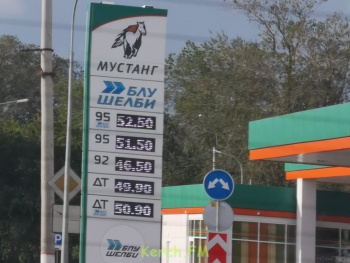 МУСТАНГ
БЛУ
ШЕЛБИ
95 52.50
95 51.50
92 46.50
ДТ 49.90
ДТ 50.90
БЛУ
ШЕЛБИ
Kerch.FM